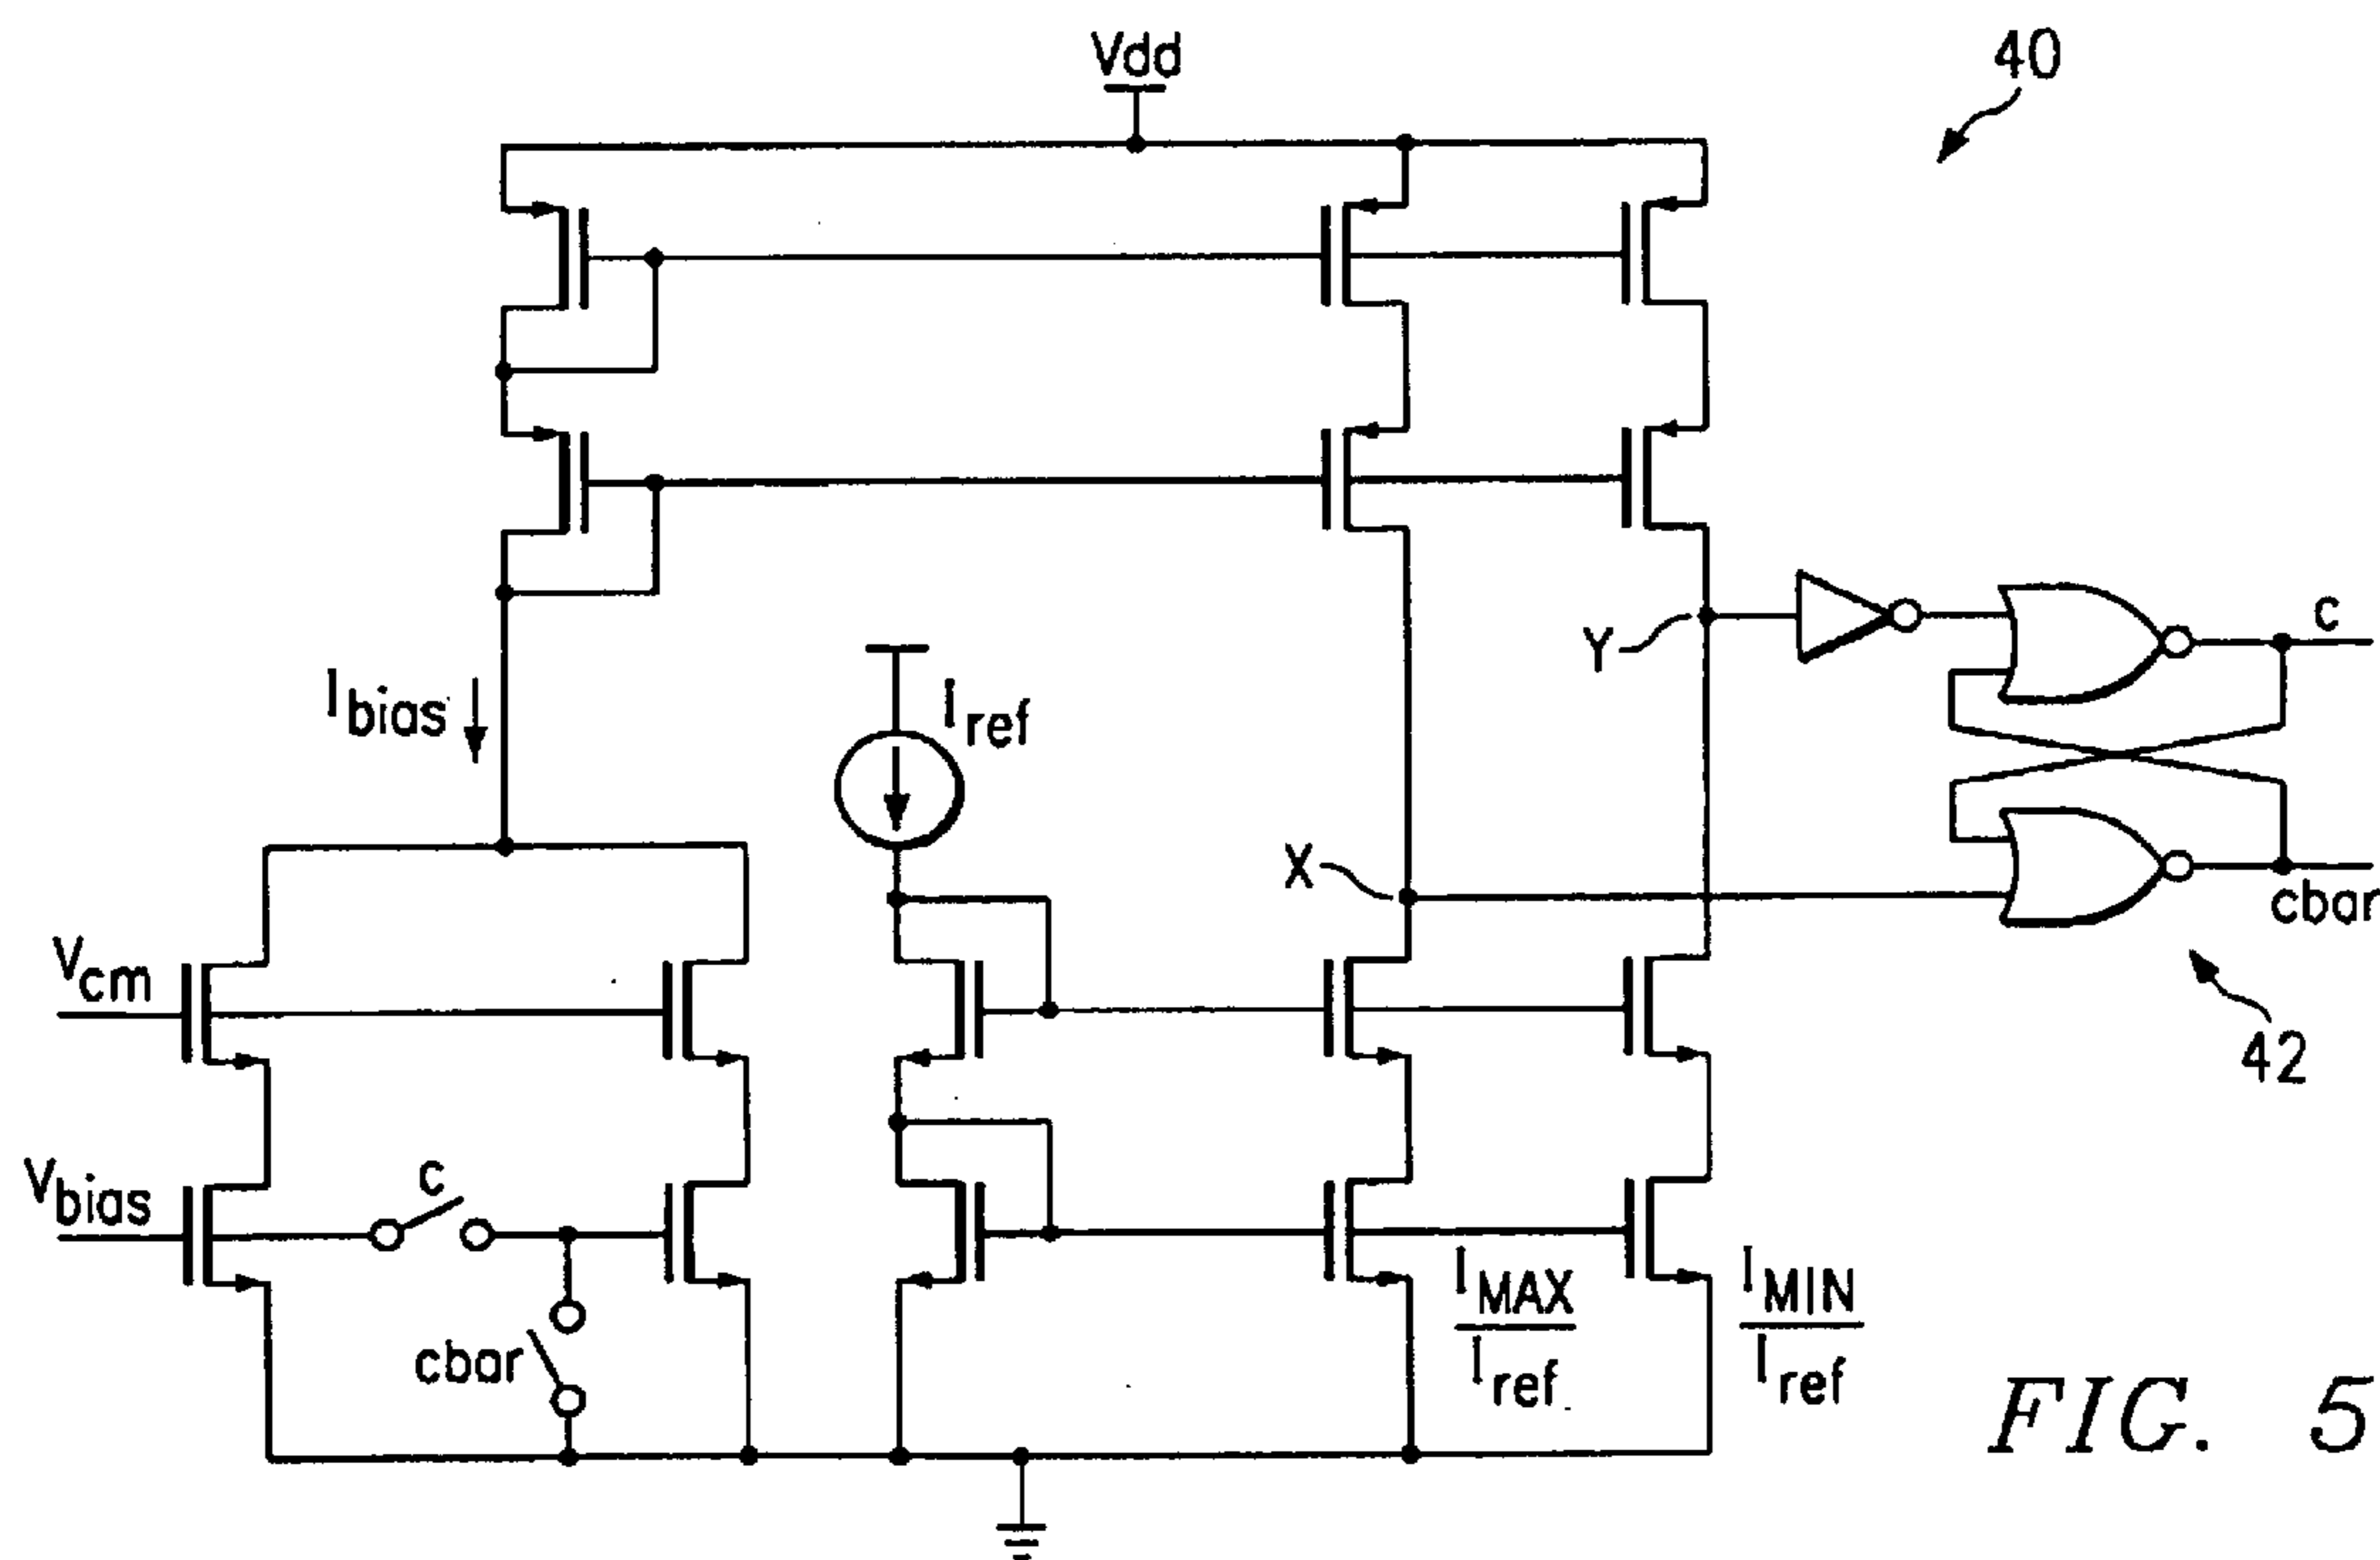 Vdd
40
Ibias
Iref
Y
c
X
cbar
Vcm
42
Vbias
c
cbar
IMAX
Iref
IMIN
Iref
FIG. 5